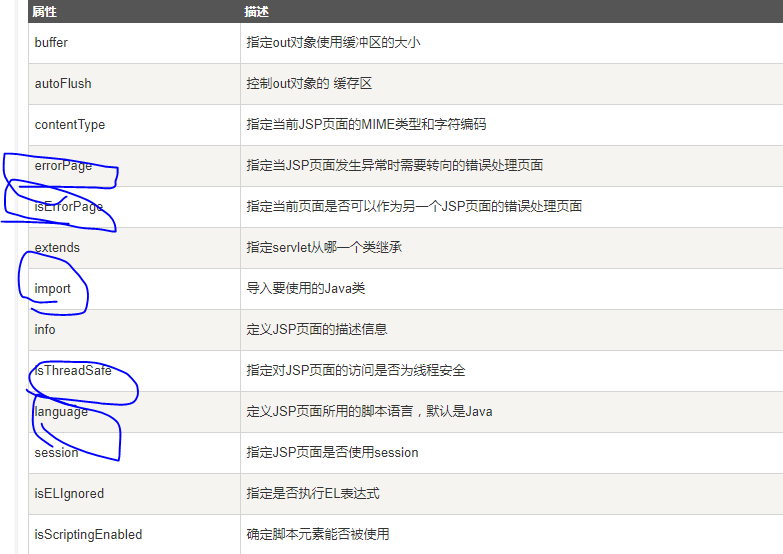 属性 描述
buffer 指定out对象使用缓冲区的大小
autoFlush 控制out对象的 缓存区
contentType 指定当前JSP页面的MIME类型和字符编码
errorPage 指定当JSP页面发生异常时需要转向的错误处理页面
isErrorPage 指定当前页面是否可以作为另一个JSP页面的错误处理页面
extends 指定servlet从哪一个类继承
import 导入要使用的Java类
info 定义JSP页面的描述信息
isThreadSafe 指定对JSP页面的访问是否为线程安全
language 定义JSP页面所用的脚本语言，默认是Java
session 指定JSP页面是否使用session
isELIgnored 指定是否执行EL表达式
isScriptingEnabled 确定脚本元素能否被使用